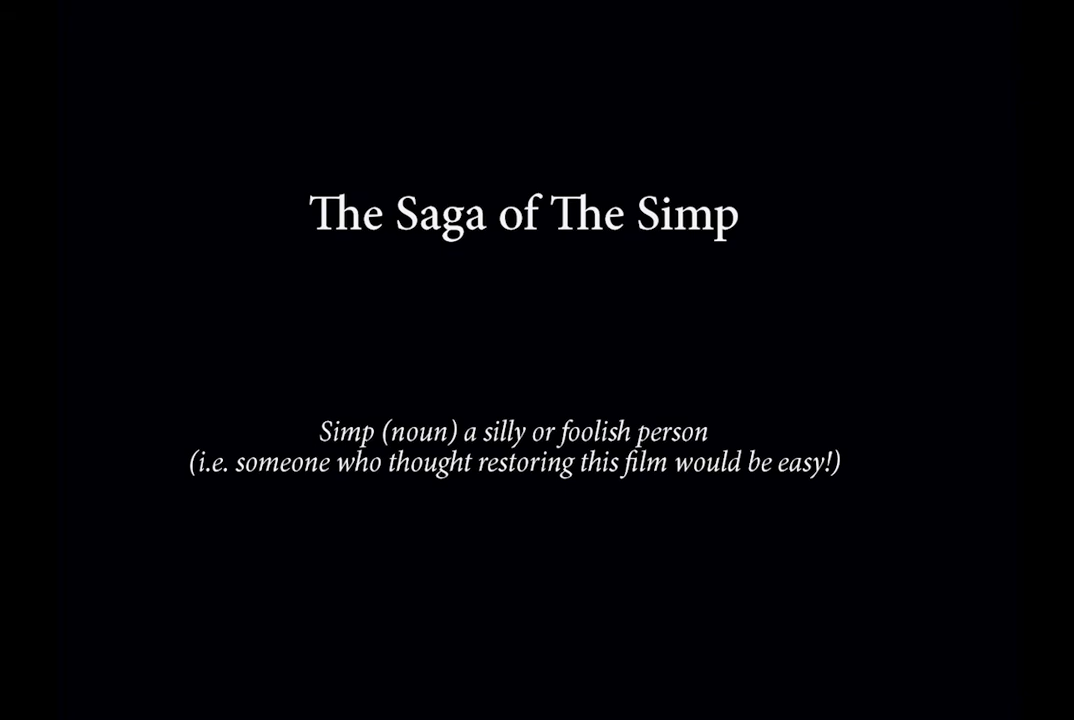 The Saga of The Simp
Simp (noun) a silly or foolish person
(i.e. someone who thought restoring this film would be easy!)